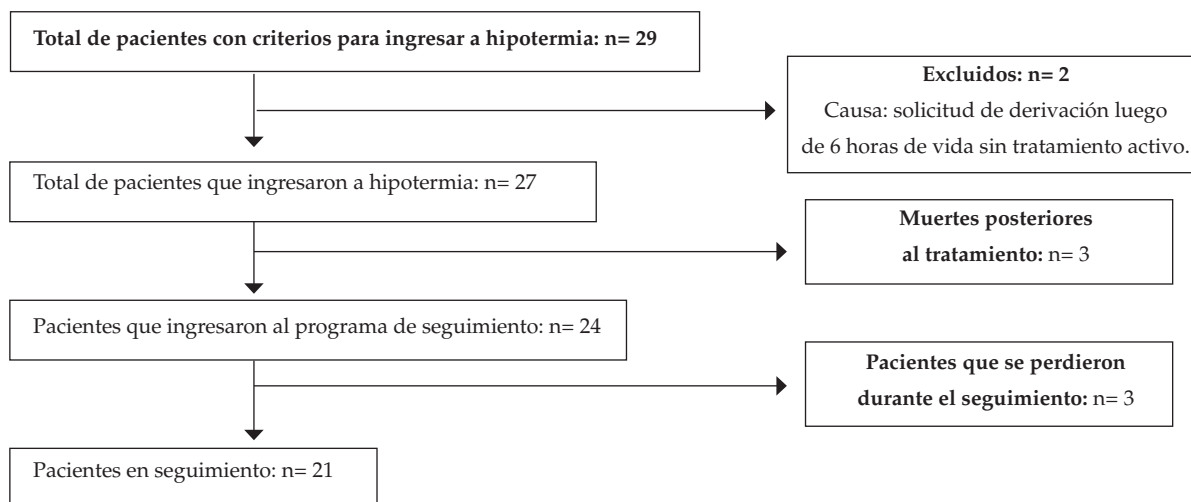 Total de pacientes con criterios para ingresar a hipotermia: n= 29
Excluidos: n= 2
Causa: solicitud de derivación luego
de 6 horas de vida sin tratamiento activo.
Total de pacientes que ingresaron a hipotermia: n= 27
Muertes posteriores
al tratamiento: n= 3
Pacientes que ingresaron al programa de seguimiento: n= 24
Pacientes que se perdieron
durante el seguimiento: n= 3
Pacientes en seguimiento: n= 21